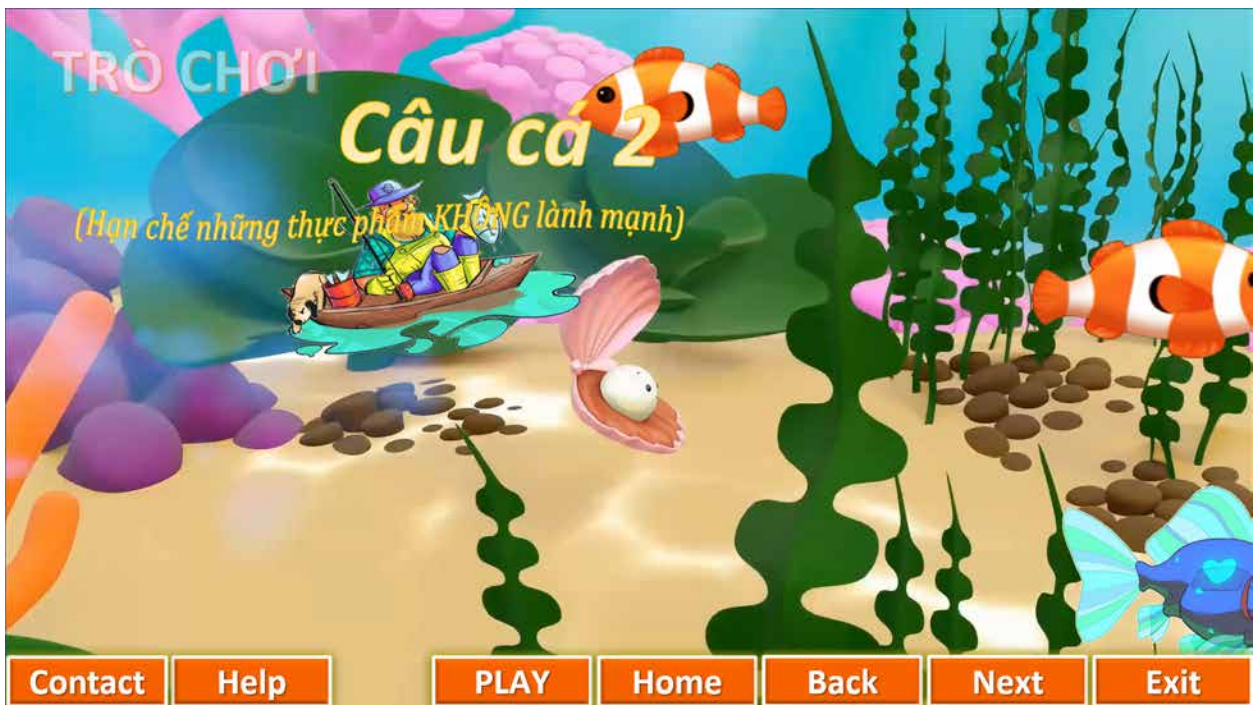 TRÒ CHƠI
Câu cá 2
(Hạn chế những thực phẩm KHÔNG lành mạnh)
Contact Help PLAY Home Back Next Exit